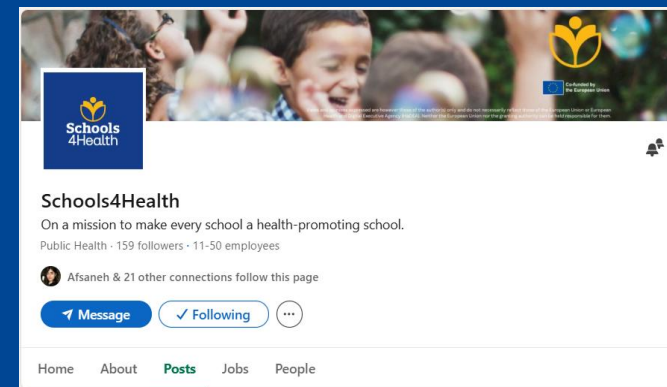 Co-funded by
the European Union
Schools
4Health
Schools4Health
On a mission to make every school a health-promoting school.
Public Health · 159 followers · 11-50 employees
Afsaneh & 21 other connections follow this page
Message
Following
Home About Posts Jobs People